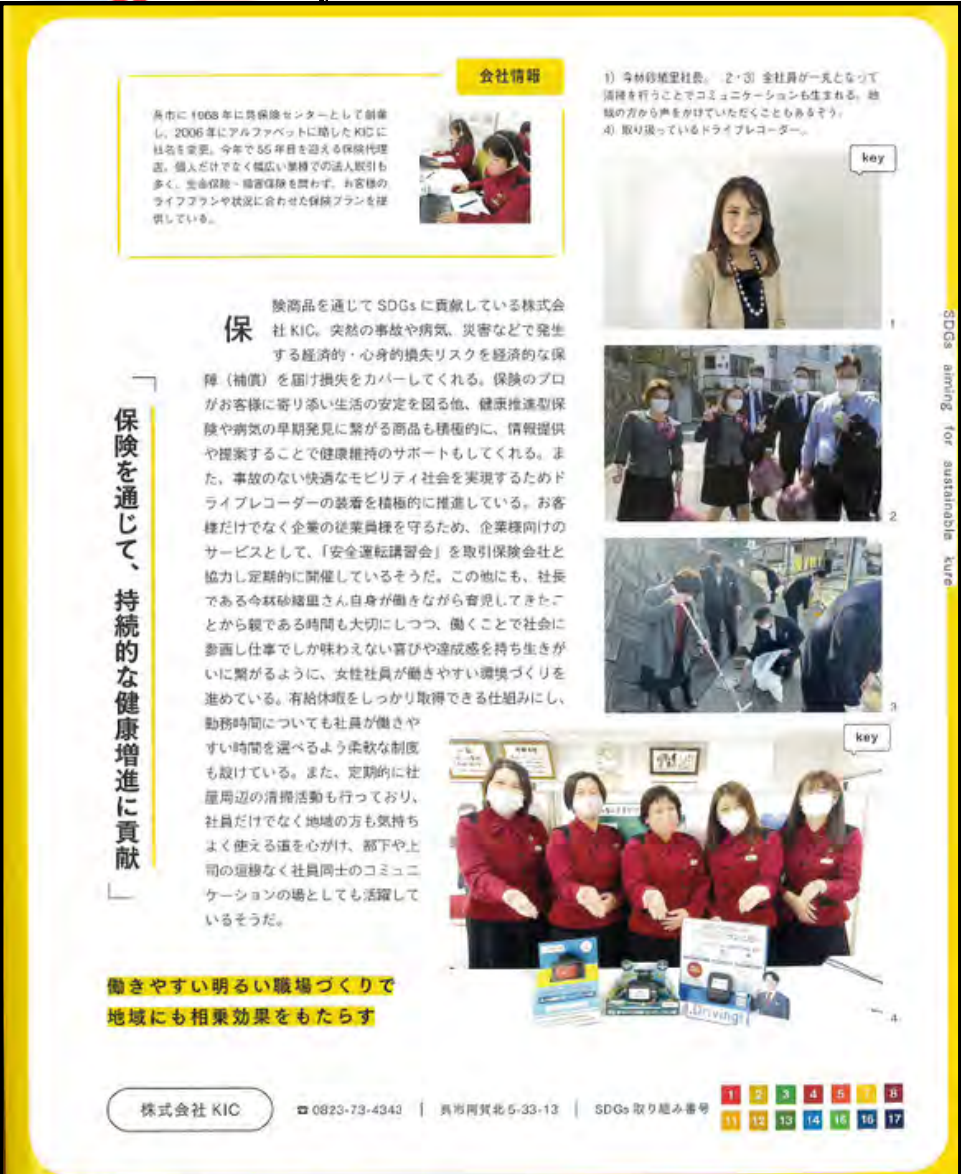 会社情報
呉市に1968年に呉保険センターとして創業
し、2006年にアルファベットに略したKICに
社名を変更。今年で55年目を迎える保険代理
店。個人だけでなく幅広い業種での法人取引も
多く、生命保険・損害保険を問わず、お客様の
ライフプランや状況に合わせた保険プランを提
供している。
1) 今林砂緒里社長。 2・3) 全社員が一丸となって
清掃を行うことでコミュニケーションも生まれる。地
域の方から声をかけていただくこともあるそう。
4) 取り扱っているドライブレコーダー。
key
1
2
3
key
4
SDGs aiming for sustainable kure
「保険を通じて、持続的な健康増進に貢献」
保険商品を通じてSDGsに貢献している株式会
社KIC。突然の事故や病気、災害などで発生
する経済的・心身的損失リスクを経済的な保
障（補償）を届け損失をカバーしてくれる。保険のプロ
がお客様に寄り添い生活の安定を図る他、健康推進型保
険や病気の早期発見に繋がる商品も積極的に、情報提供
や提案することで健康維持のサポートもしてくれる。ま
た、事故のない快適なモビリティ社会を実現するためド
ライブレコーダーの装着を積極的に推進している。お客
様だけでなく企業の従業員様を守るため、企業様向けの
サービスとして、「安全運転講習会」を取引保険会社と
協力し定期的に開催しているそうだ。この他にも、社長
である今林砂緒里さん自身が働きながら育児してきたこ
とから親である時間も大切にしつつ、働くことで社会に
参画し仕事でしか味わえない喜びや達成感を持ち生きが
いに繋がるように、女性社員が働きやすい環境づくりを
進めている。有給休暇をしっかり取得できる仕組みにし、
勤務時間についても社員が働きや
すい時間を選べるよう柔軟な制度
も設けている。また、定期的に社
屋周辺の清掃活動も行っており、
社員だけでなく地域の方も気持ち
よく使える道を心がけ、部下や上
司の垣根なく社員同士のコミュニ
ケーションの場としても活躍して
いるそうだ。
働きやすい明るい職場づくりで
地域にも相乗効果をもたらす
Driving!
株式会社KIC
☎ 0823-73-4343 | 呉市阿賀北5-33-13 | SDGs取り組み番号
1 2 3 4 5 7 8
11 12 13 14 15 16 17